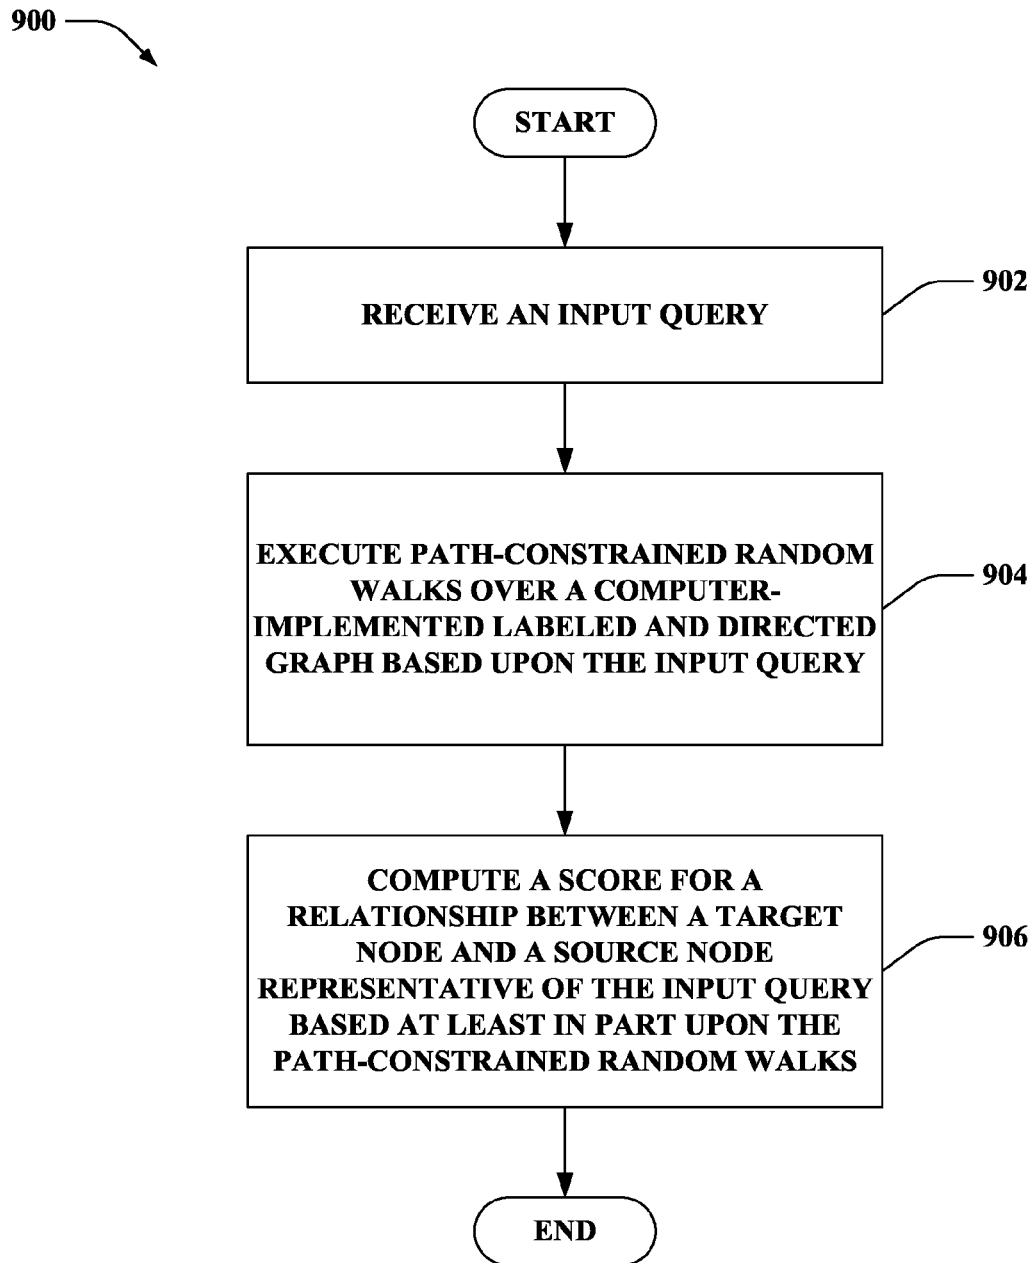 900
START
RECEIVE AN INPUT QUERY
902
EXECUTE PATH-CONSTRAINED RANDOM
WALKS OVER A COMPUTER-
IMPLEMENTED LABELED AND DIRECTED
GRAPH BASED UPON THE INPUT QUERY
904
COMPUTE A SCORE FOR A
RELATIONSHIP BETWEEN A TARGET
NODE AND A SOURCE NODE
REPRESENTATIVE OF THE INPUT QUERY
BASED AT LEAST IN PART UPON THE
PATH-CONSTRAINED RANDOM WALKS
906
END